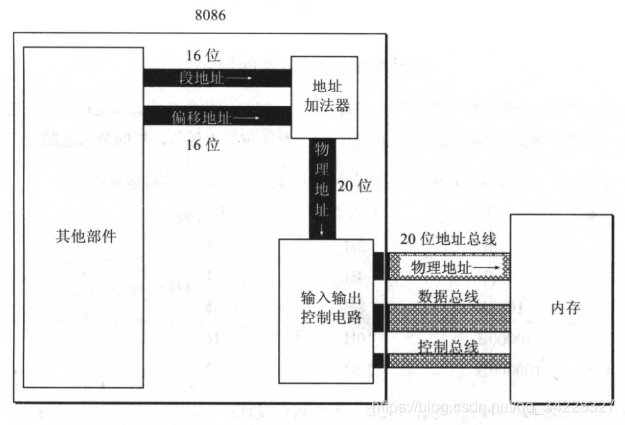 8086
16 位
段地址
偏移地址
16 位
地址
加法器
物理地址
20 位
其他部件
输入输出
控制电路
20 位地址总线
物理地址
数据总线
控制总线
内存
https://blog.csdn.net/qq_34228327